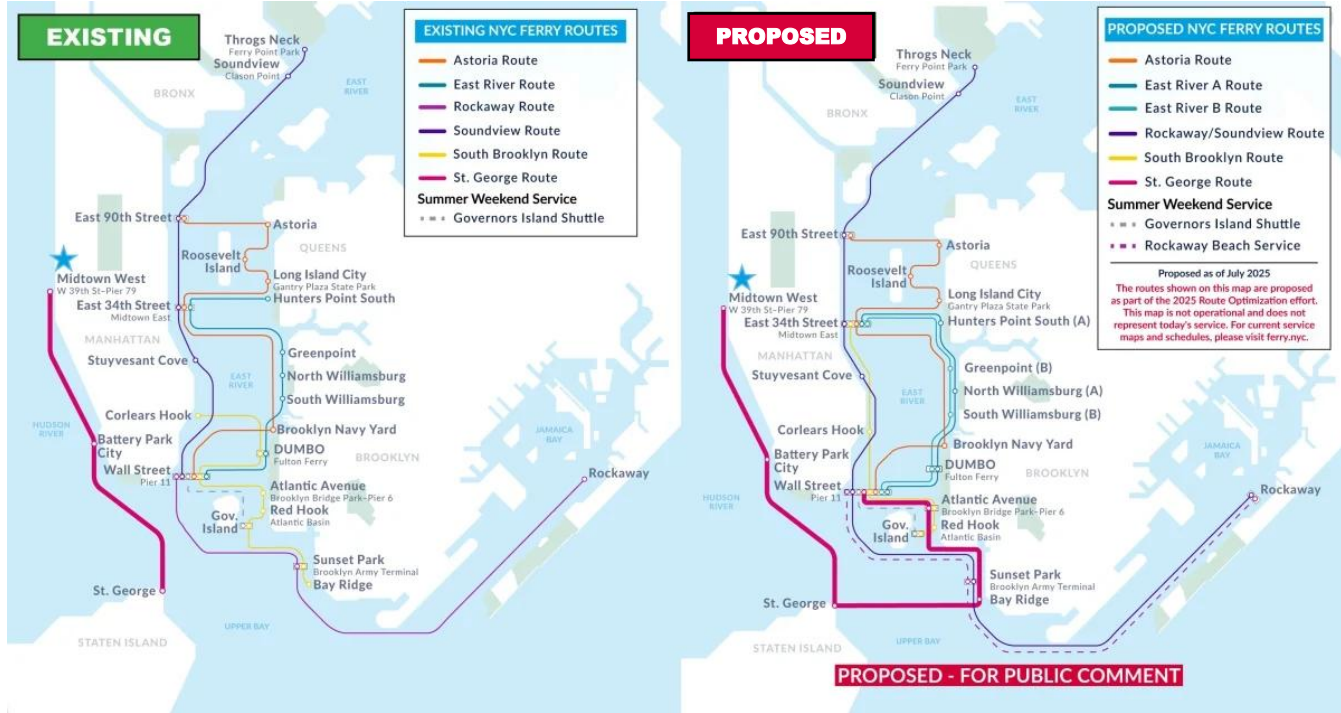 EXISTING
EXISTING NYC FERRY ROUTES
Astoria Route
East River Route
Rockaway Route
Soundview Route
South Brooklyn Route
St. George Route
Summer Weekend Service
Governors Island Shuttle
Throgs Neck
Ferry Point Park
Soundview
Clason Point
EAST
RIVER
BRONX
East 90th Street
Astoria
QUEENS
Roosevelt
Island
Midtown West
W 39th St–Pier 79
Long Island City
Gantry Plaza State Park
Hunters Point South
East 34th Street
Midtown East
MANHATTAN
Stuyvesant Cove
Greenpoint
EAST
RIVER
North Williamsburg
South Williamsburg
Corlears Hook
HUDSON
RIVER
Brooklyn Navy Yard
JAMAICA
BAY
Battery Park
City
DUMBO
Fulton Ferry
BROOKLYN
Wall Street
Pier 11
Rockaway
Atlantic Avenue
Brooklyn Bridge Park–Pier 6
Red Hook
Atlantic Basin
Gov.
Island
Sunset Park
Brooklyn Army Terminal
Bay Ridge
St. George
UPPER BAY
STATEN ISLAND
PROPOSED
PROPOSED NYC FERRY ROUTES
Astoria Route
East River A Route
East River B Route
Rockaway/Soundview Route
South Brooklyn Route
St. George Route
Summer Weekend Service
Governors Island Shuttle
Rockaway Beach Service
Proposed as of July 2025
The routes shown on this map are proposed
as part of the 2025 Route Optimization effort.
This map is not operational and does not
represent today's service. For current service
maps and schedules, please visit ferry.nyc.
Throgs Neck
Ferry Point Park
Soundview
Clason Point
EAST
RIVER
BRONX
East 90th Street
Astoria
QUEENS
Roosevelt
Island
Midtown West
W 39th St–Pier 79
Long Island City
Gantry Plaza State Park
East 34th Street
Midtown East
Hunters Point South (A)
MANHATTAN
Stuyvesant Cove
Greenpoint (B)
EAST
RIVER
North Williamsburg (A)
South Williamsburg (B)
Corlears Hook
Brooklyn Navy Yard
JAMAICA
BAY
Battery Park
City
DUMBO
Fulton Ferry
BROOKLYN
HUDSON
RIVER
Wall Street
Pier 11
Rockaway
Atlantic Avenue
Brooklyn Bridge Park–Pier 6
Red Hook
Atlantic Basin
Gov.
Island
Sunset Park
Brooklyn Army Terminal
Bay Ridge
St. George
UPPER BAY
STATEN ISLAND
PROPOSED - FOR PUBLIC COMMENT